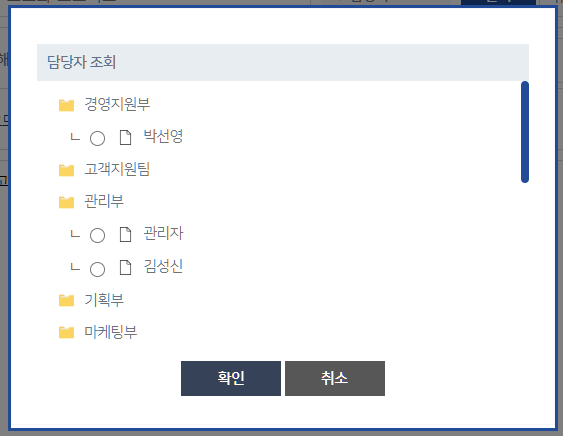 담당자 조회
경영지원부
ㄴ 박선영
고객지원팀
관리부
ㄴ 관리자
ㄴ 김성신
기획부
마케팅부
확인 취소